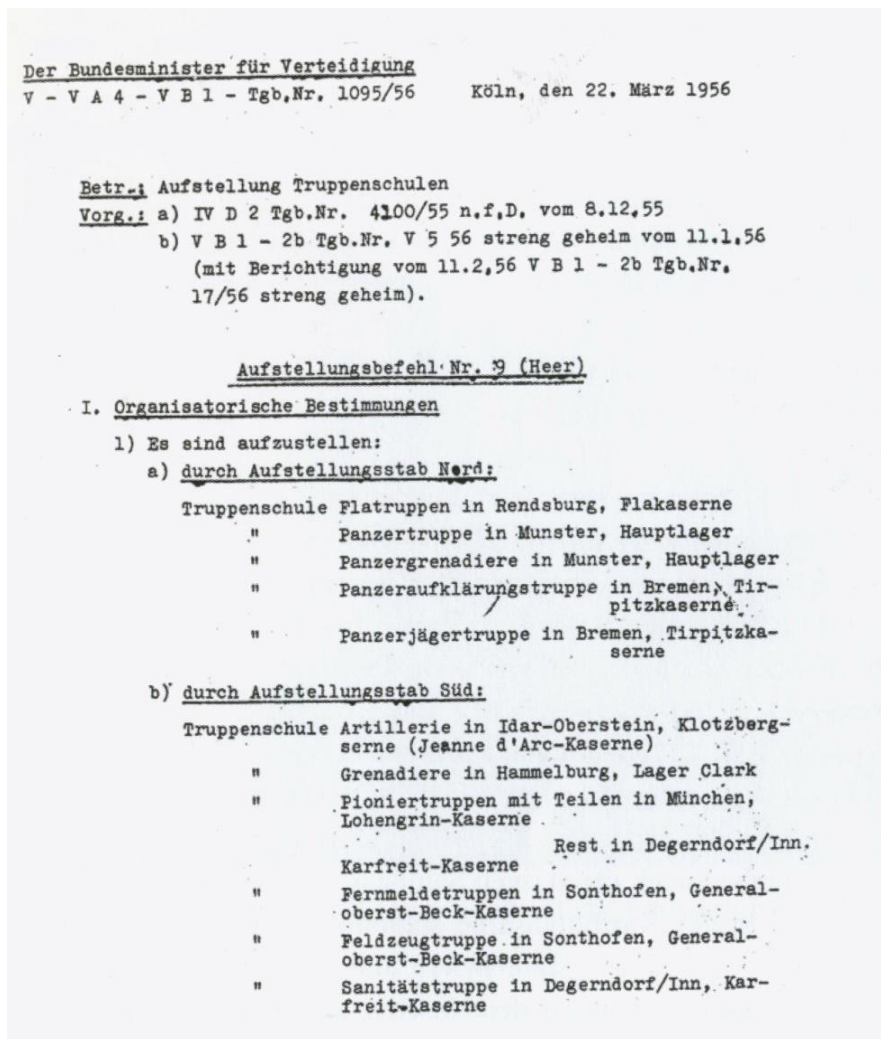 Der Bundesminister für Verteidigung
V - V A 4 - V B 1 - Tgb.Nr. 1095/56 Köln, den 22. März 1956
Betr.: Aufstellung Truppenschulen
Vorg.: a) IV D 2 Tgb.Nr. 4100/55 n.f.D. vom 8.12.55
b) V B 1 - 2b Tgb.Nr. V 5 56 streng geheim vom 11.1.56
(mit Berichtigung vom 11.2.56 V B 1 - 2b Tgb.Nr.
17/56 streng geheim).
Aufstellungsbefehl Nr. 9 (Heer)
I. Organisatorische Bestimmungen
1) Es sind aufzustellen:
a) durch Aufstellungsstab Nord:
Truppenschule Flatruppen in Rendsburg, Flakaserne
" Panzertruppe in Munster, Hauptlager
" Panzergrenadiere in Munster, Hauptlager
" Panzeraufklärungstruppe in Bremen, Tir-
pitzkaserne.
" Panzerjägertruppe in Bremen, Tirpitzka-
serne
b) durch Aufstellungsstab Süd:
Truppenschule Artillerie in Idar-Oberstein, Klotzberg-
serne (Jeanne d'Arc-Kaserne)
" Grenadiere in Hammelburg, Lager Clark
" Pioniertruppen mit Teilen in München,
Lohengrin-Kaserne
Rest in Degerndorf/Inn.
Karfreit-Kaserne
" Fernmeldetruppen in Sonthofen, General-
oberst-Beck-Kaserne
" Feldzeugtruppe in Sonthofen, General-
oberst-Beck-Kaserne
" Sanitätstruppe in Degerndorf/Inn, Kar-
freit-Kaserne